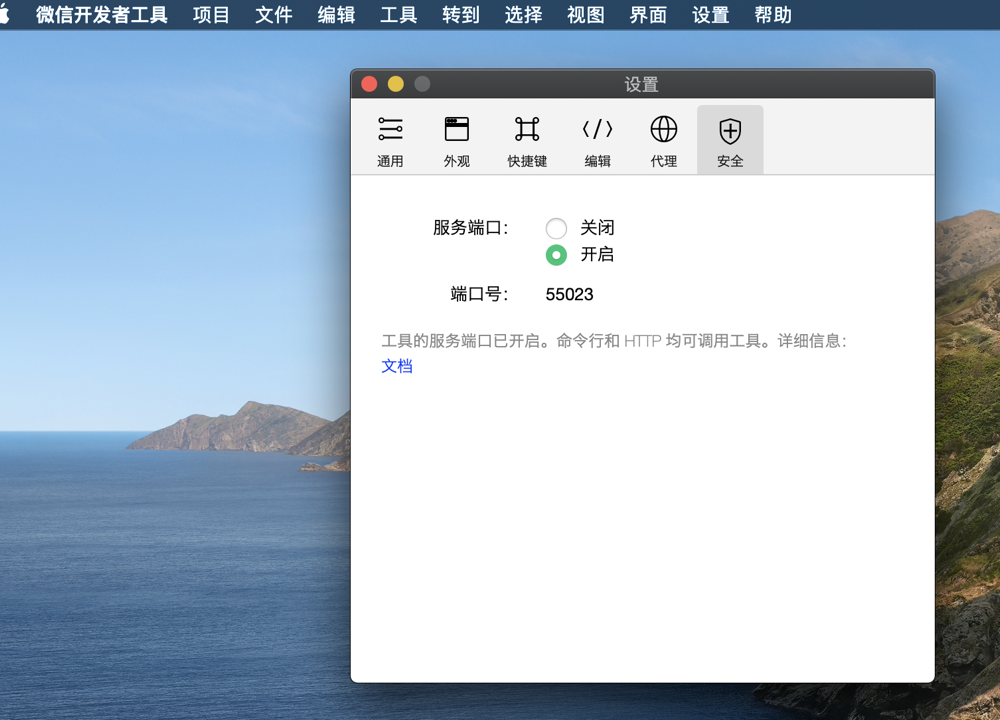 微信开发者工具 项目 文件 编辑 工具 转到 选择 视图 界面 设置 帮助
设置
通用 外观 快捷键 编辑 代理 安全
服务端口： 关闭
开启
端口号： 55023
工具的服务端口已开启。命令行和 HTTP 均可调用工具。详细信息：
文档